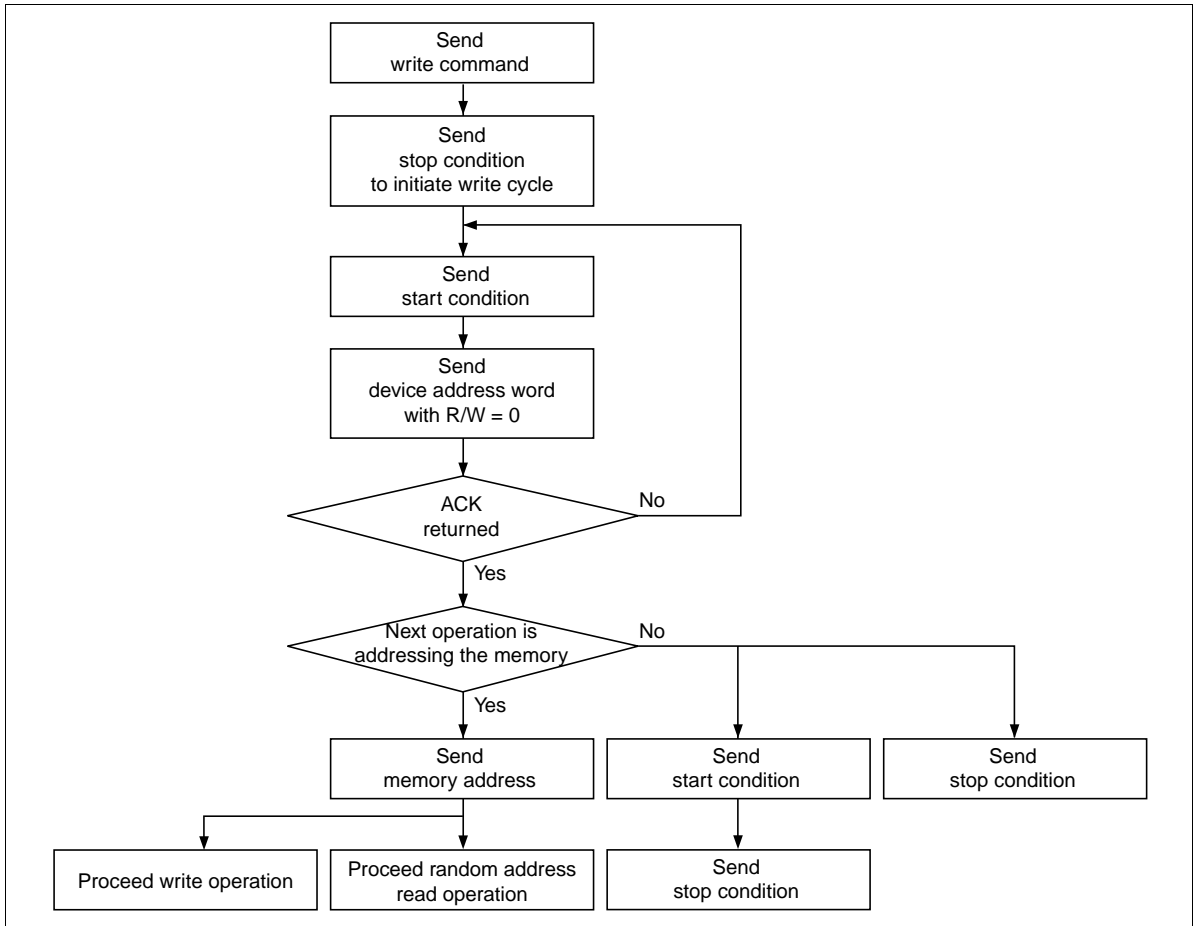 Send
write command
Send
stop condition
to initiate write cycle
Send
start condition
Send
device address word
with R/W = 0
ACK
returned
No
Yes
Next operation is
addressing the memory
No
Yes
Send
memory address
Send
start condition
Send
stop condition
Proceed write operation
Proceed random address
read operation
Send
stop condition